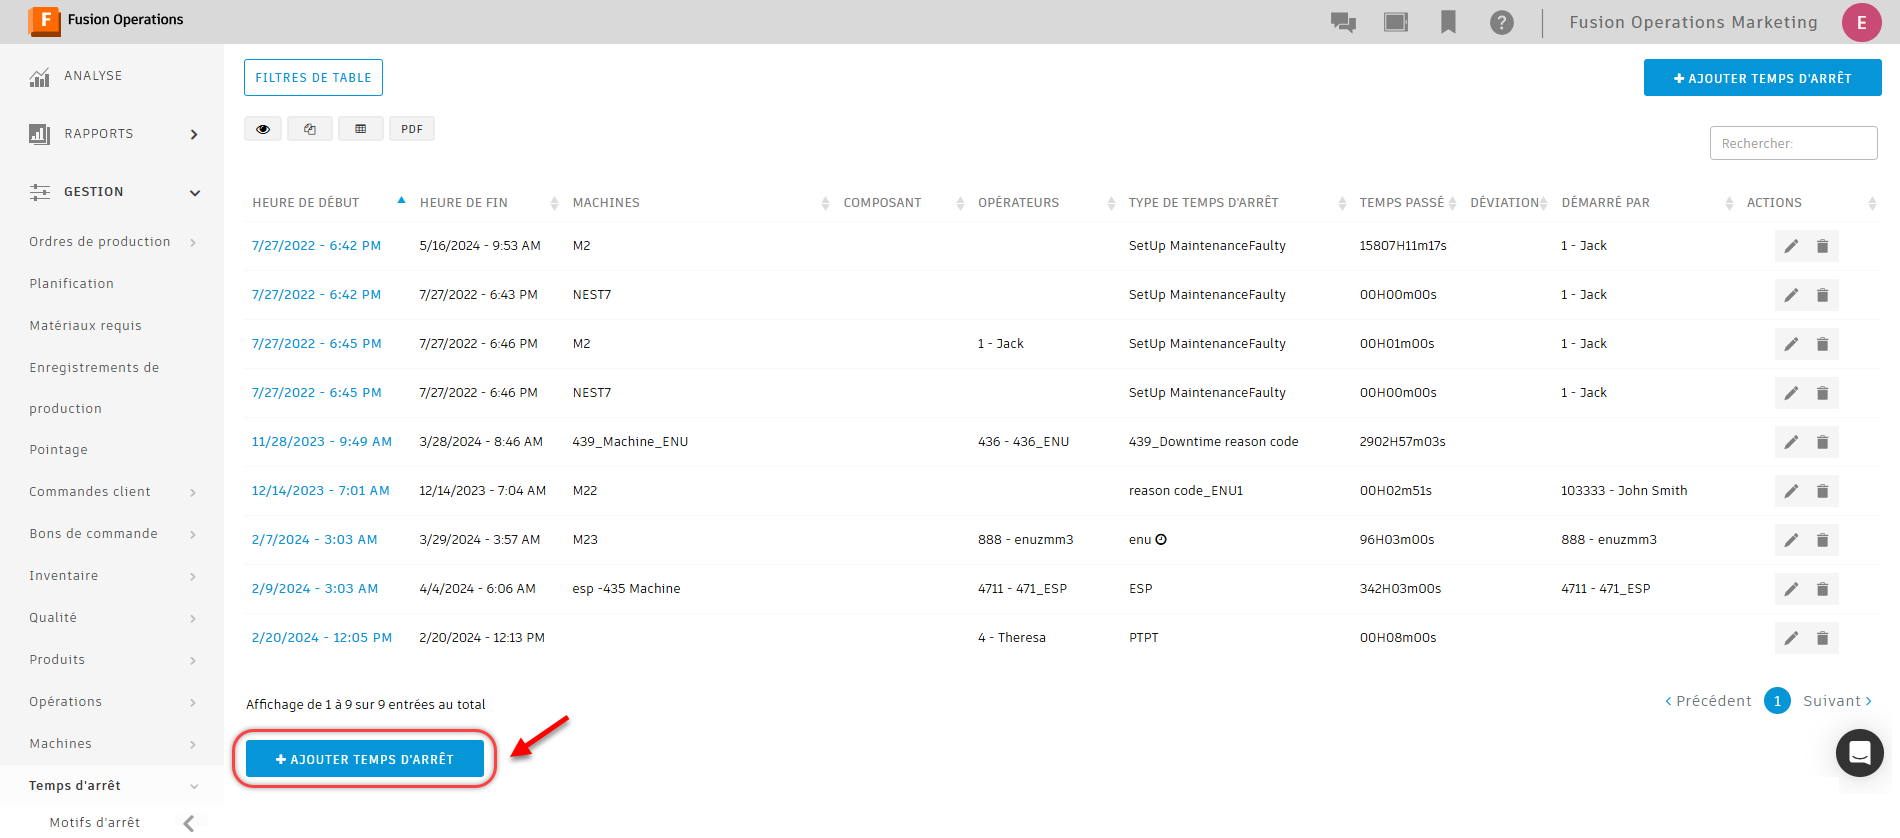 F Fusion Operations
Fusion Operations Marketing E
ANALYSE
RAPPORTS
GESTION
Ordres de production
Planification
Matériaux requis
Enregistrements de
production
Pointage
Commandes client
Bons de commande
Inventaire
Qualité
Produits
Opérations
Machines
Temps d'arrêt
Motifs d'arrêt
FILTRES DE TABLE
AJOUTER TEMPS D'ARRÊT
PDF
Rechercher:
HEURE DE DÉBUT HEURE DE FIN MACHINES COMPOSANT OPÉRATEURS TYPE DE TEMPS D'ARRÊT TEMPS PASSÉ DÉVIATION DÉMARRÉ PAR ACTIONS
7/27/2022 - 6:42 PM 5/16/2024 - 9:53 AM M2 SetUp MaintenanceFaulty 15807H11m17s 1 - Jack
7/27/2022 - 6:42 PM 7/27/2022 - 6:43 PM NEST7 SetUp MaintenanceFaulty 00H00m00s 1 - Jack
7/27/2022 - 6:45 PM 7/27/2022 - 6:46 PM M2 1 - Jack SetUp MaintenanceFaulty 00H01m00s 1 - Jack
7/27/2022 - 6:45 PM 7/27/2022 - 6:46 PM NEST7 SetUp MaintenanceFaulty 00H00m00s 1 - Jack
11/28/2023 - 9:49 AM 3/28/2024 - 8:46 AM 439_Machine_ENU 436 - 436_ENU 439_Downtime reason code 2902H57m03s
12/14/2023 - 7:01 AM 12/14/2023 - 7:04 AM M22 reason code_ENU1 00H02m51s 103333 - John Smith
2/7/2024 - 3:03 AM 3/29/2024 - 3:57 AM M23 888 - enuzmm3 enu 96H03m00s 888 - enuzmm3
2/9/2024 - 3:03 AM 4/4/2024 - 6:06 AM esp -435 Machine 4711 - 471_ESP ESP 342H03m00s 4711 - 471_ESP
2/20/2024 - 12:05 PM 2/20/2024 - 12:13 PM 4 - Theresa PTPT 00H08m00s
Affichage de 1 à 9 sur 9 entrées au total
Précédent 1 Suivant
AJOUTER TEMPS D'ARRÊT